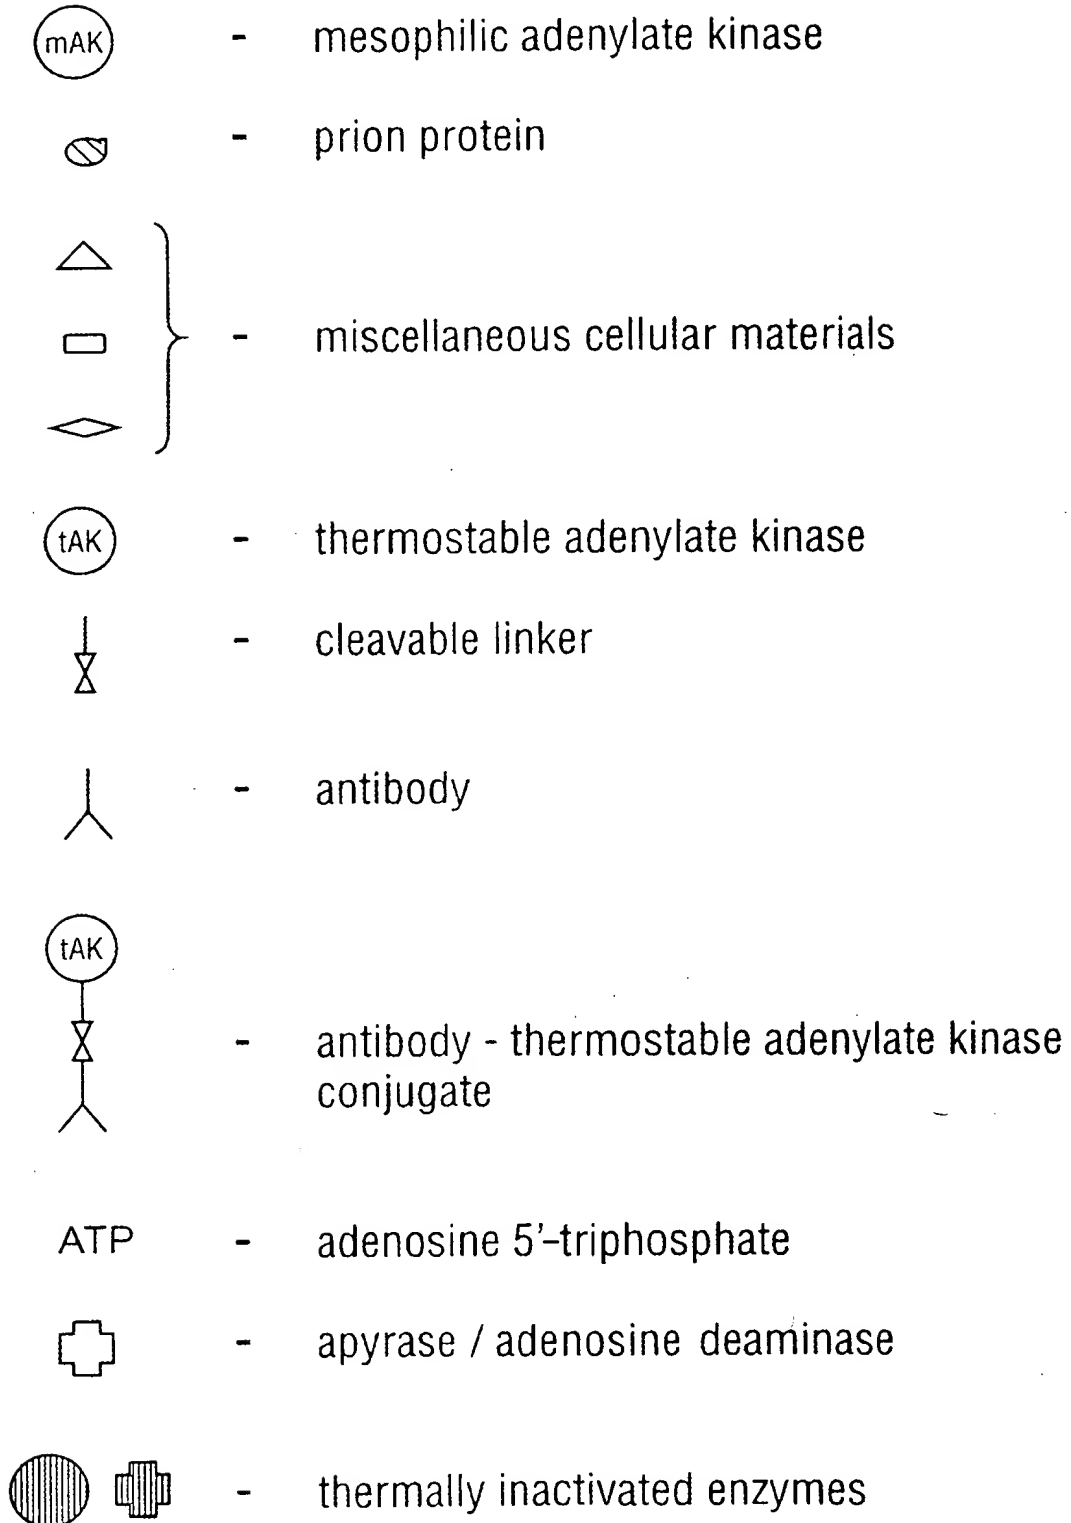 mAK - mesophilic adenylate kinase
- prion protein
- miscellaneous cellular materials
tAK - thermostable adenylate kinase
- cleavable linker
- antibody
tAK
- antibody - thermostable adenylate kinase
conjugate
ATP - adenosine 5'-triphosphate
- apyrase / adenosine deaminase
- thermally inactivated enzymes